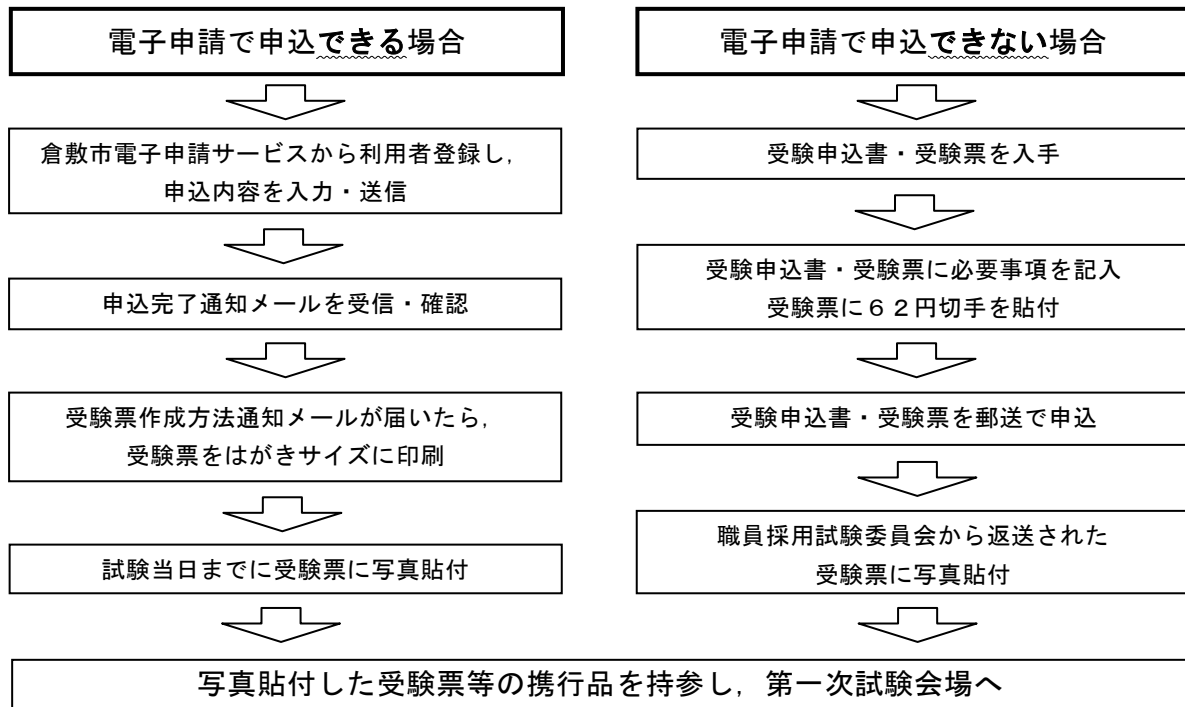 電子申請で申込できる場合
倉敷市電子申請サービスから利用者登録し，
申込内容を入力・送信
申込完了通知メールを受信・確認
受験票作成方法通知メールが届いたら，
受験票をはがきサイズに印刷
試験当日までに受験票に写真貼付
電子申請で申込できない場合
受験申込書・受験票を入手
受験申込書・受験票に必要事項を記入
受験票に６２円切手を貼付
受験申込書・受験票を郵送で申込
職員採用試験委員会から返送された
受験票に写真貼付
写真貼付した受験票等の携行品を持参し，第一次試験会場へ